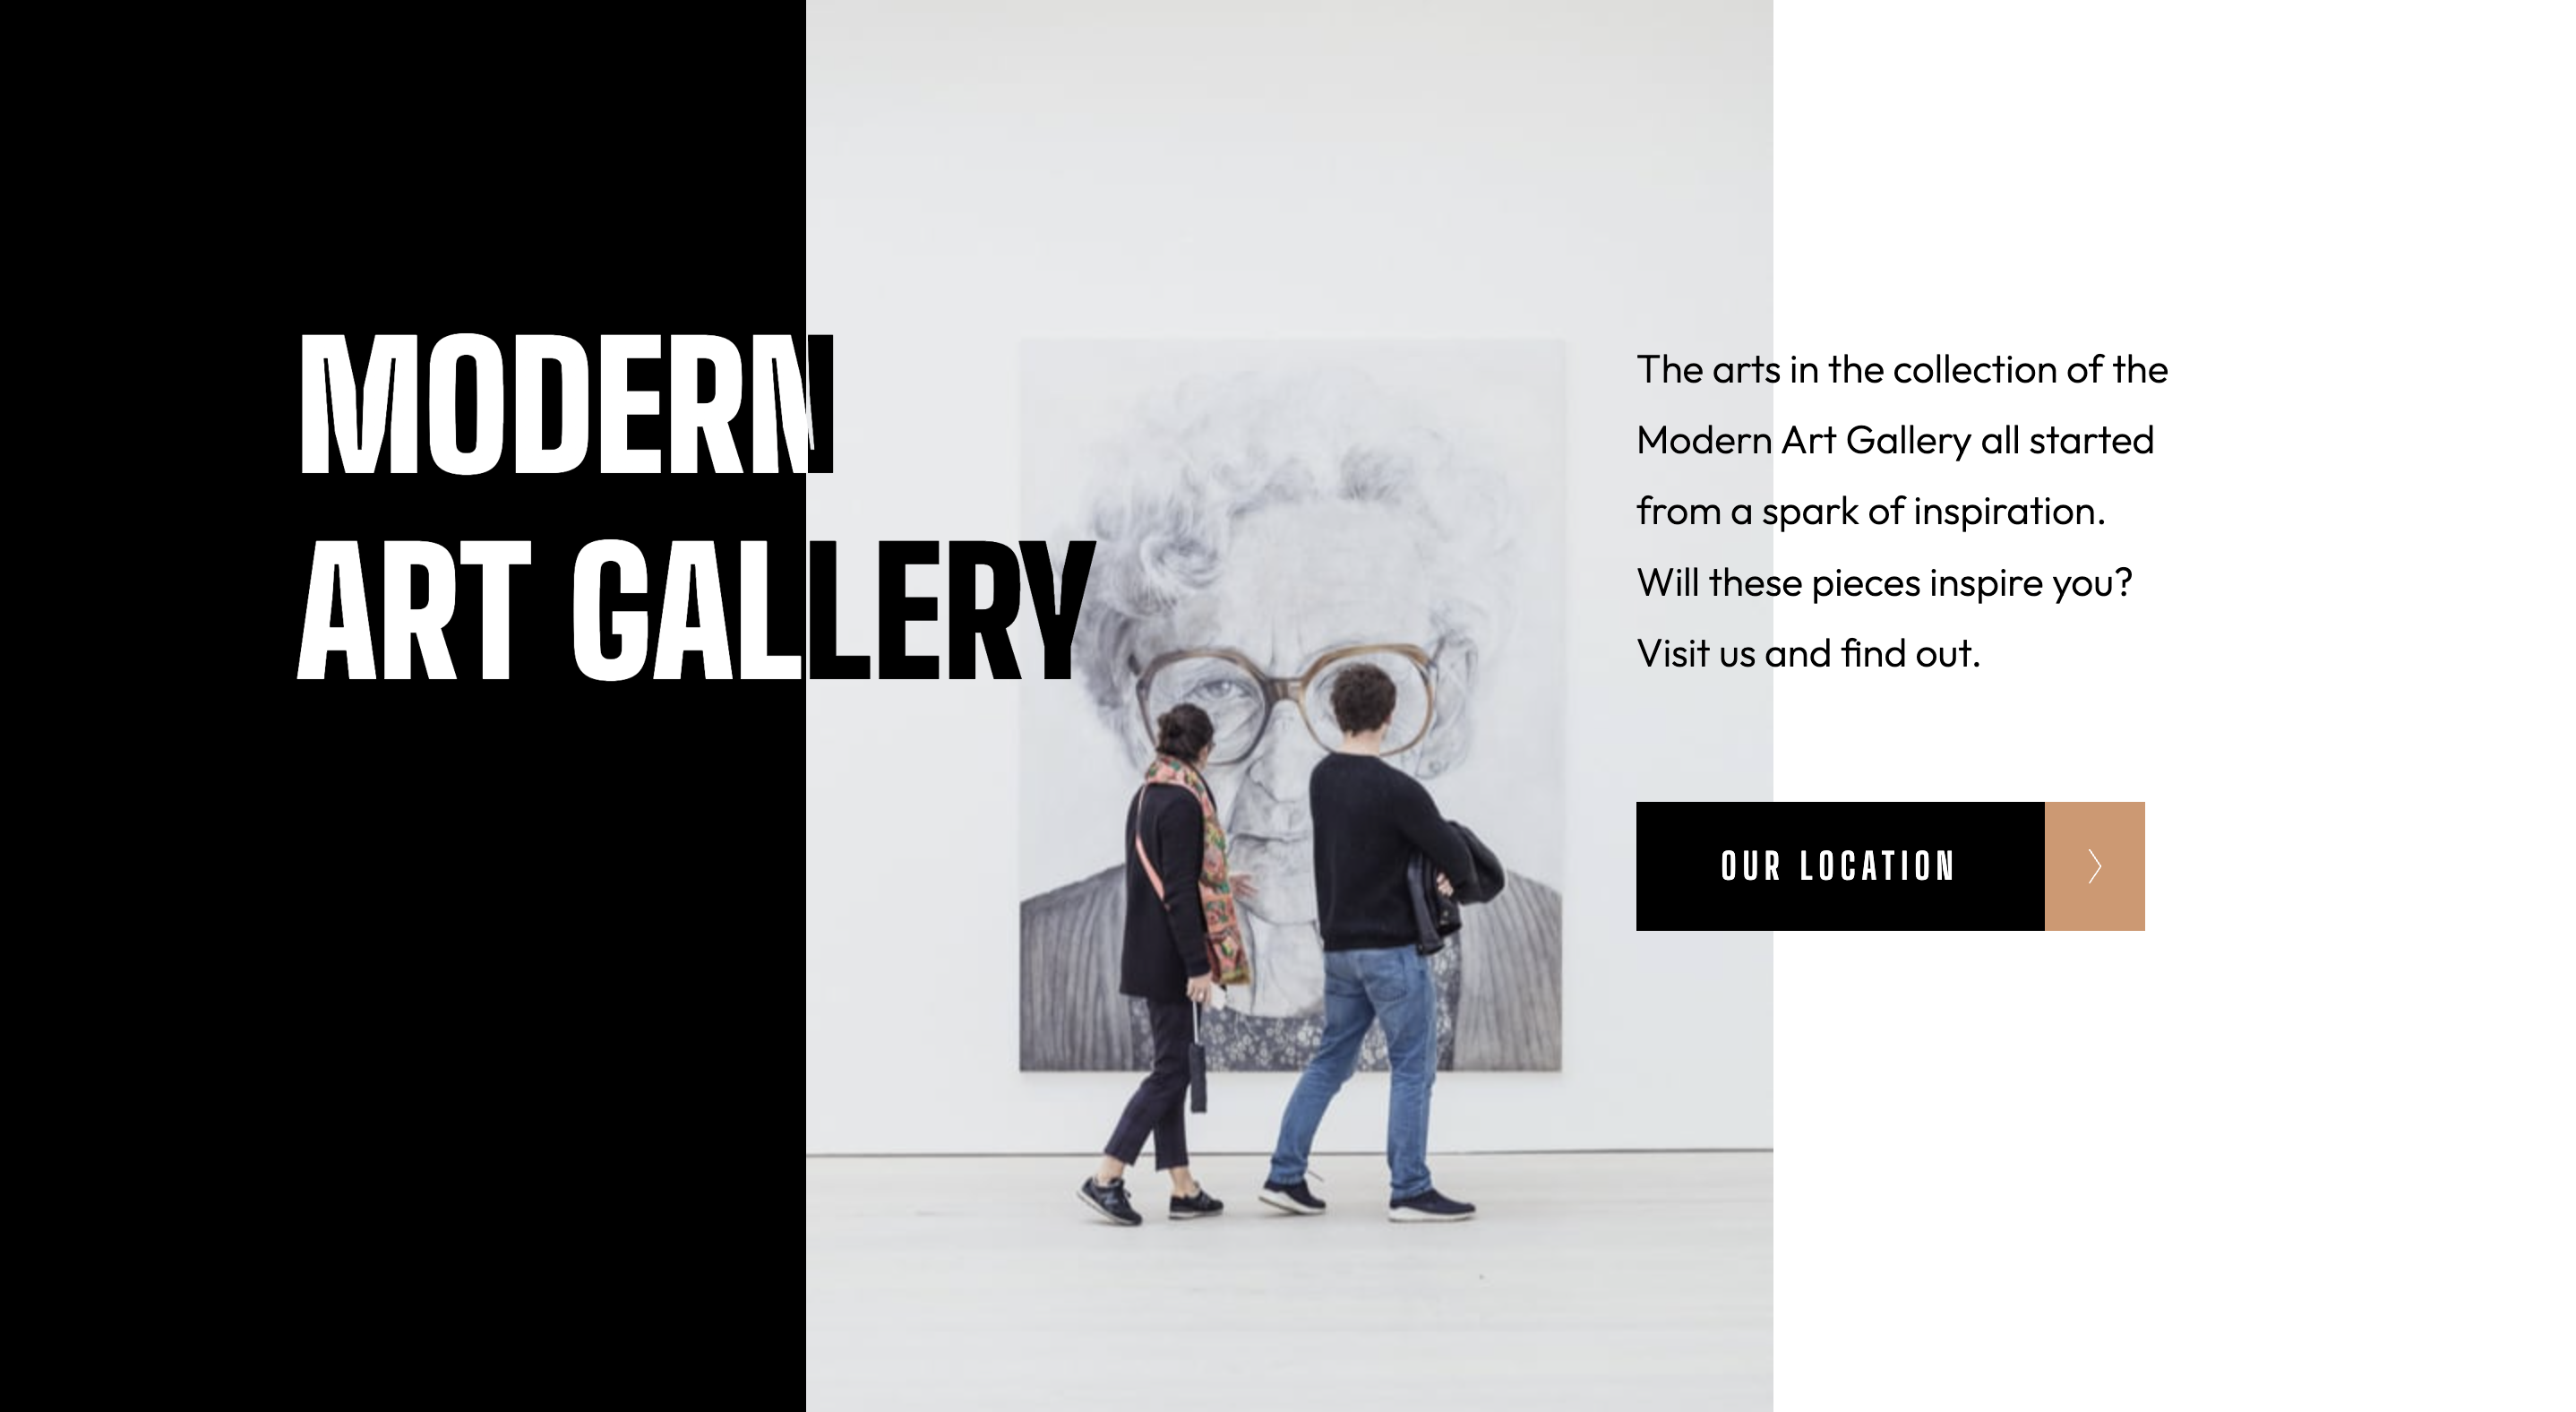 MODERN
ART GALLERY
The arts in the collection of the
Modern Art Gallery all started
from a spark of inspiration.
Will these pieces inspire you?
Visit us and find out.
OUR LOCATION